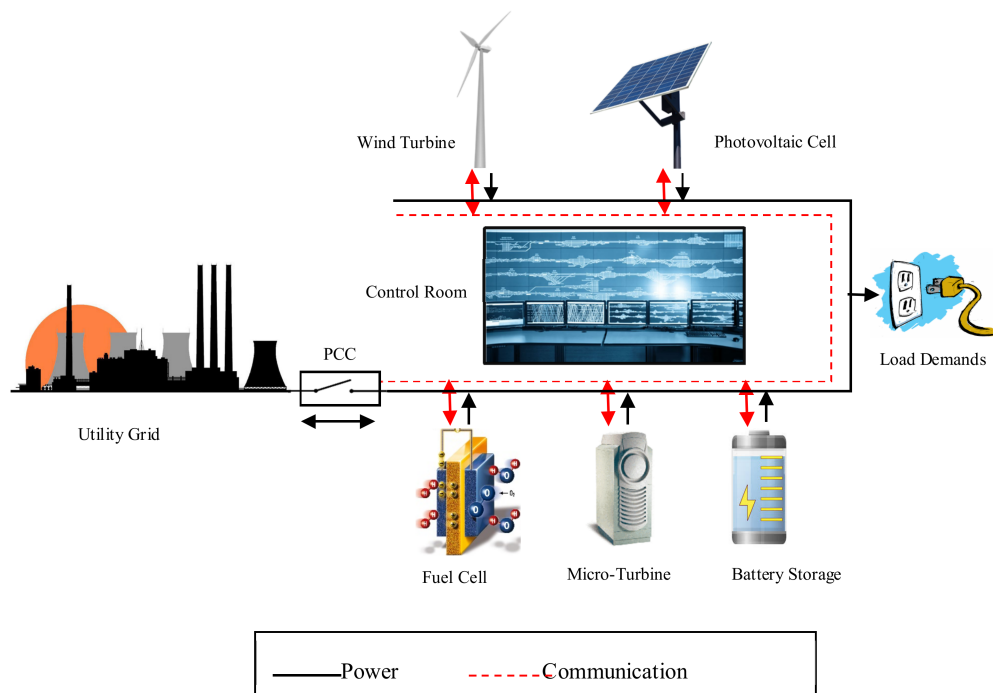 Wind Turbine
Photovoltaic Cell
Control Room
PCC
Load Demands
Utility Grid
Fuel Cell
Micro-Turbine
Battery Storage
Power
Communication